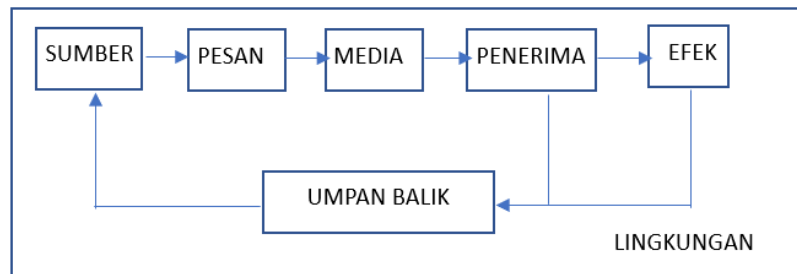 SUMBER
PESAN
MEDIA
PENERIMA
EFEK
UMPAN BALIK
LINGKUNGAN